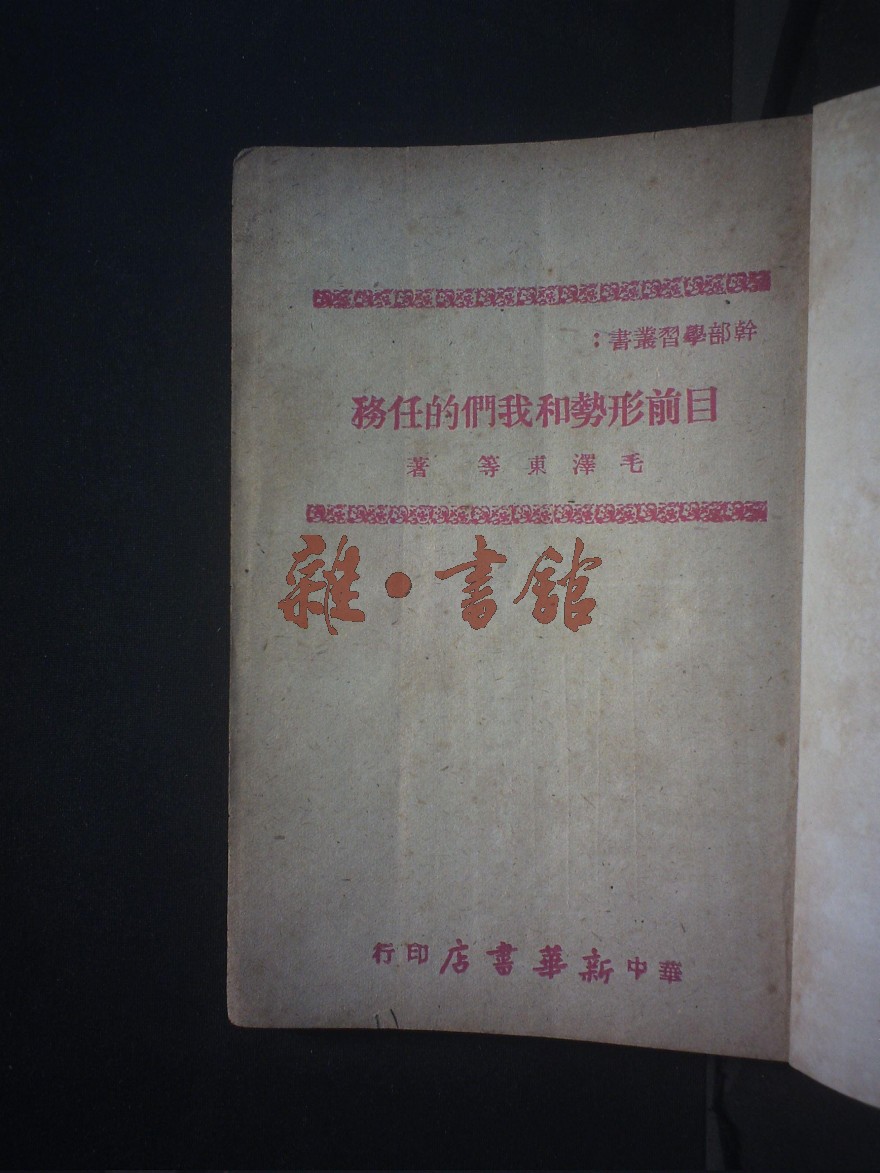 幹部學習叢書：
目前形勢和我們的任務
毛澤東等 著
雜·書館
華中新華書店印行